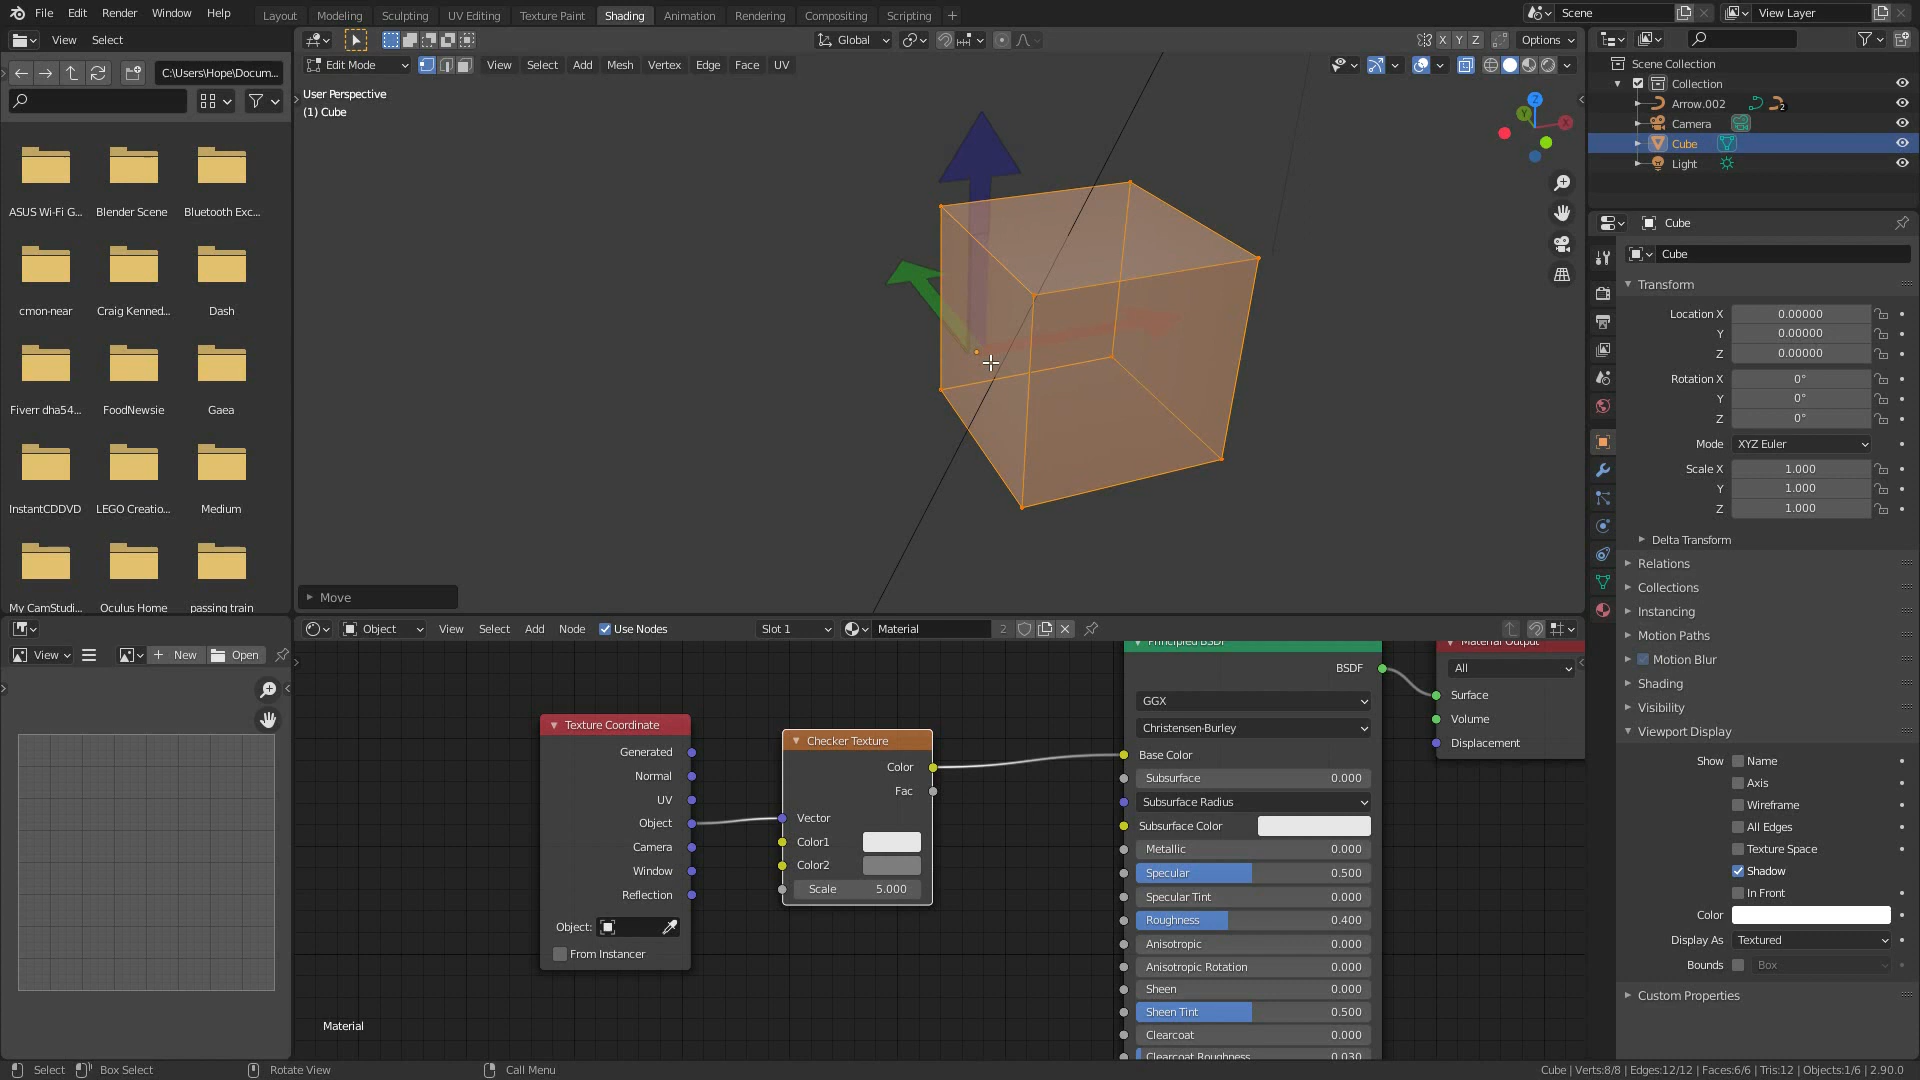 File Edit Render Window Help
Layout Modeling Sculpting UV Editing Texture Paint Shading Animation Rendering Compositing Scripting +
Scene
View Layer
View Select
Global
X Y Z
Options
C:\Users\Hope\Docum...
Edit Mode
View Select Add Mesh Vertex Edge Face UV
User Perspective
(1) Cube
Z
Y
X
ASUS Wi-Fi G... Blender Scene Bluetooth Exc...
cmon-near Craig Kenned... Dash
Fiverr dha54... FoodNewsie Gaea
InstantCDDVD LEGO Creatio... Medium
My CamStudi... Oculus Home passing train
Move
Scene Collection
Collection
Arrow.002
2
Camera
Cube
Light
Cube
Cube
Transform
Location X 0.00000
Y 0.00000
Z 0.00000
Rotation X 0°
Y 0°
Z 0°
Mode XYZ Euler
Scale X 1.000
Y 1.000
Z 1.000
Delta Transform
Relations
Collections
Instancing
Motion Paths
Motion Blur
Shading
Visibility
Viewport Display
Show Name
Axis
Wireframe
All Edges
Texture Space
Shadow
In Front
Color
Display As Textured
Bounds Box
Custom Properties
View
New
Open
Object
View Select Add Node Use Nodes
Slot 1
Material
2
Texture Coordinate
Generated
Normal
UV
Object
Camera
Window
Reflection
Object:
From Instancer
Checker Texture
Color
Fac
Vector
Color1
Color2
Scale 5.000
Principled BSDF
BSDF
GGX
Christensen-Burley
Base Color
Subsurface 0.000
Subsurface Radius
Subsurface Color
Metallic 0.000
Specular 0.500
Specular Tint 0.000
Roughness 0.400
Anisotropic 0.000
Anisotropic Rotation 0.000
Sheen 0.000
Sheen Tint 0.500
Clearcoat 0.000
Clearcoat Roughness 0.030
Material Output
All
Surface
Volume
Displacement
Material
Select Box Select Rotate View Call Menu
Cube | Verts:8/8 | Edges:12/12 | Faces:6/6 | Tris:12 | Objects:1/6 | 2.90.0